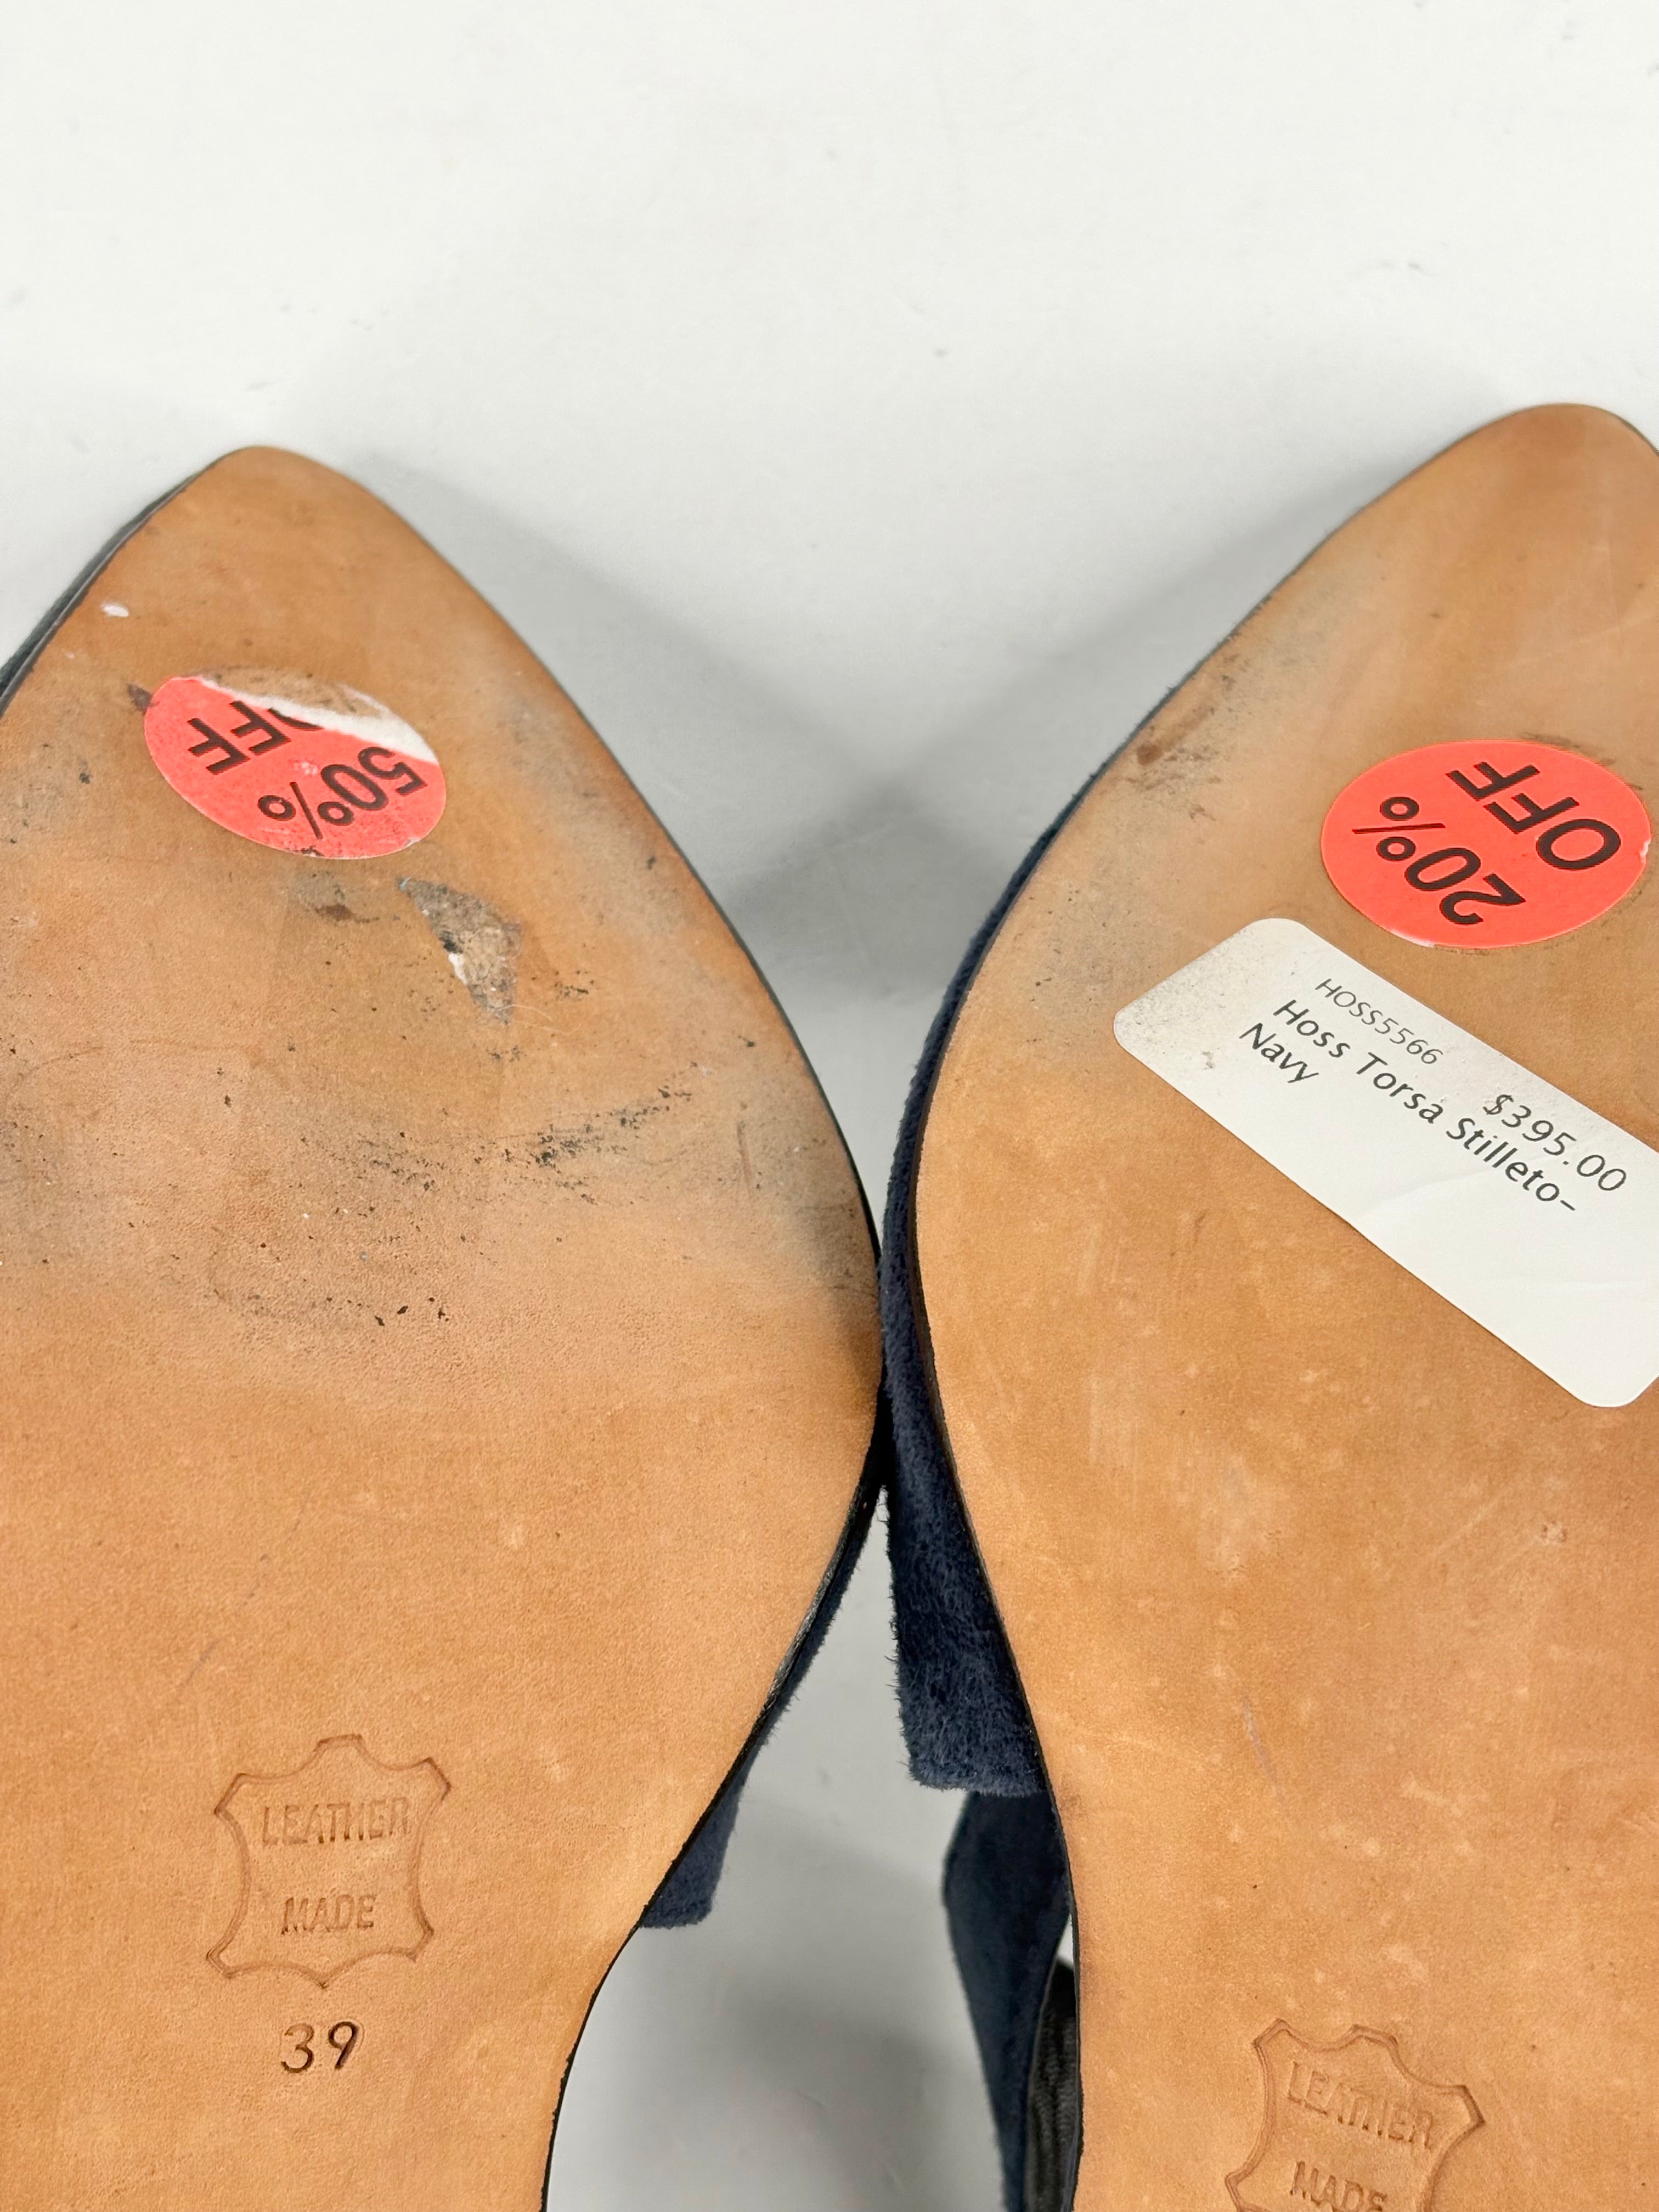 50%
OFF
20%
OFF
HOSS5566 $395.00
Hoss Torsa Stilleto-
Navy
LEATHER
MADE
39
LEATHER
MADE